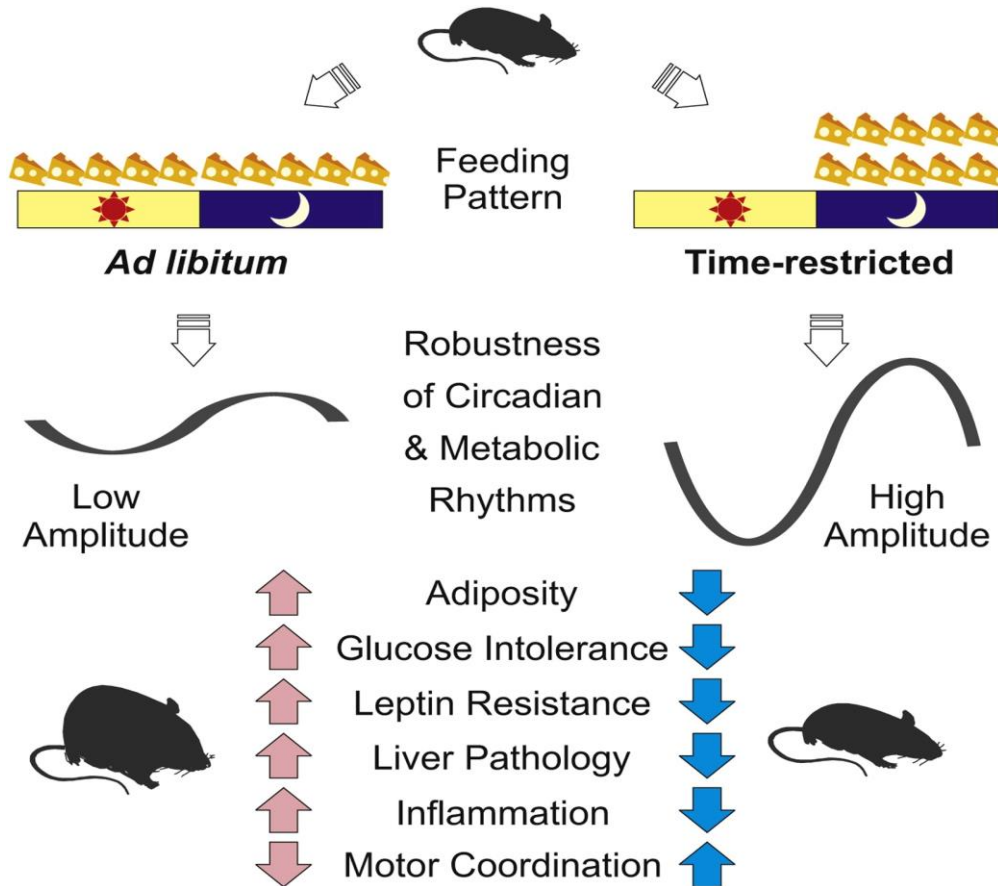 Feeding
Pattern
Ad libitum
Time-restricted
Robustness
of Circadian
& Metabolic
Rhythms
Low
Amplitude
High
Amplitude
Adiposity
Glucose Intolerance
Leptin Resistance
Liver Pathology
Inflammation
Motor Coordination